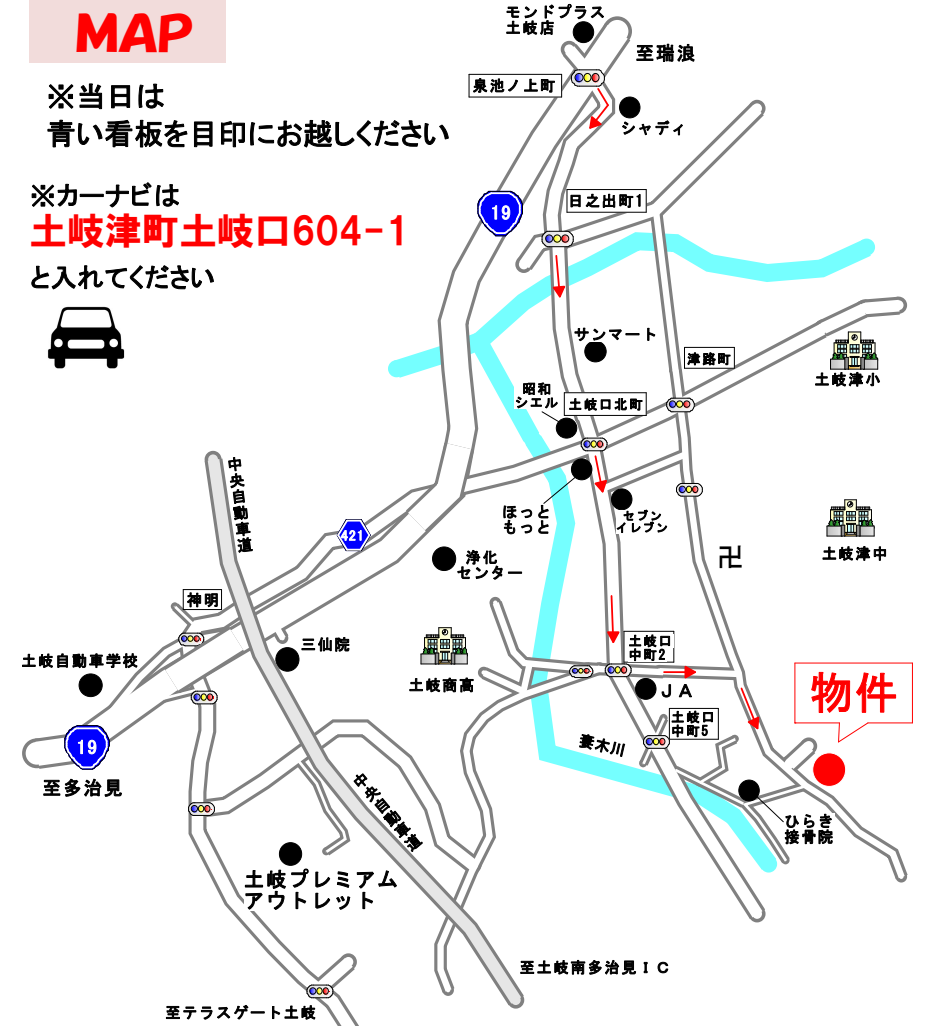 MAP
※当日は
青い看板を目印にお越しください
※カーナビは
土岐津町土岐口604-1
と入れてください
モンドプラス
土岐店
至瑞浪
泉池ノ上町
シャディ
19
日之出町1
サンマート
津路町
土岐津小
昭和
シエル
土岐口北町
中央自動車道
ほっと
もっと
セブン
イレブン
421
浄化
センター
卍
土岐津中
神明
三仙院
土岐自動車学校
土岐商高
土岐口
中町2
JA
物件
19
至多治見
土岐口
中町5
妻木川
中央自動車道
ひらき
接骨院
土岐プレミアム
アウトレット
至土岐南多治見IC
至テラスゲート土岐